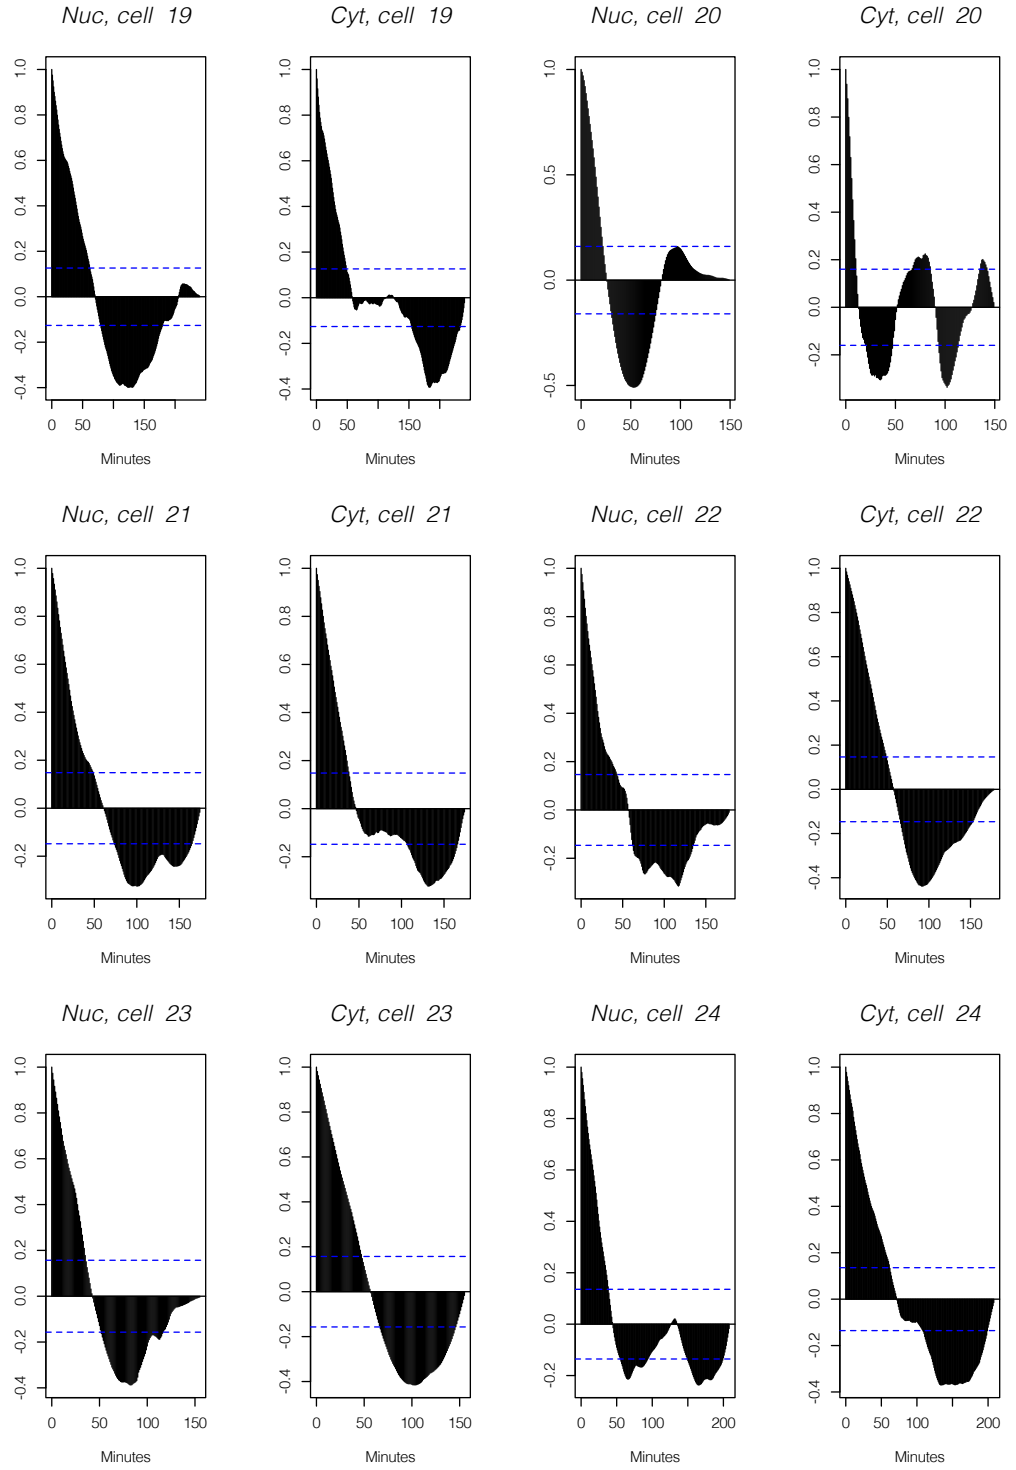 Nuc, cell 19
Cyt, cell 19
Nuc, cell 20
Cyt, cell 20
1.0
0.8
0.6
0.4
0.2
0.0
-0.2
-0.4
0 50 150
Minutes
1.0
0.8
0.6
0.4
0.2
0.0
-0.2
-0.4
0 50 150
Minutes
1.0
0.5
0.0
-0.5
0 50 100 150
Minutes
1.0
0.8
0.6
0.4
0.2
0.0
-0.2
0 50 100 150
Minutes
Nuc, cell 21
Cyt, cell 21
Nuc, cell 22
Cyt, cell 22
1.0
0.8
0.6
0.4
0.2
0.0
-0.2
0 50 100 150
Minutes
1.0
0.8
0.6
0.4
0.2
0.0
-0.2
0 50 100 150
Minutes
1.0
0.8
0.6
0.4
0.2
0.0
-0.2
0 50 100 150
Minutes
1.0
0.8
0.6
0.4
0.2
0.0
-0.2
-0.4
0 50 100 150
Minutes
Nuc, cell 23
Cyt, cell 23
Nuc, cell 24
Cyt, cell 24
1.0
0.8
0.6
0.4
0.2
0.0
-0.2
-0.4
0 50 100 150
Minutes
1.0
0.8
0.6
0.4
0.2
0.0
-0.2
-0.4
0 50 100 150
Minutes
1.0
0.8
0.6
0.4
0.2
0.0
-0.2
0 50 100 200
Minutes
1.0
0.8
0.6
0.4
0.2
0.0
-0.2
-0.4
0 50 100 200
Minutes